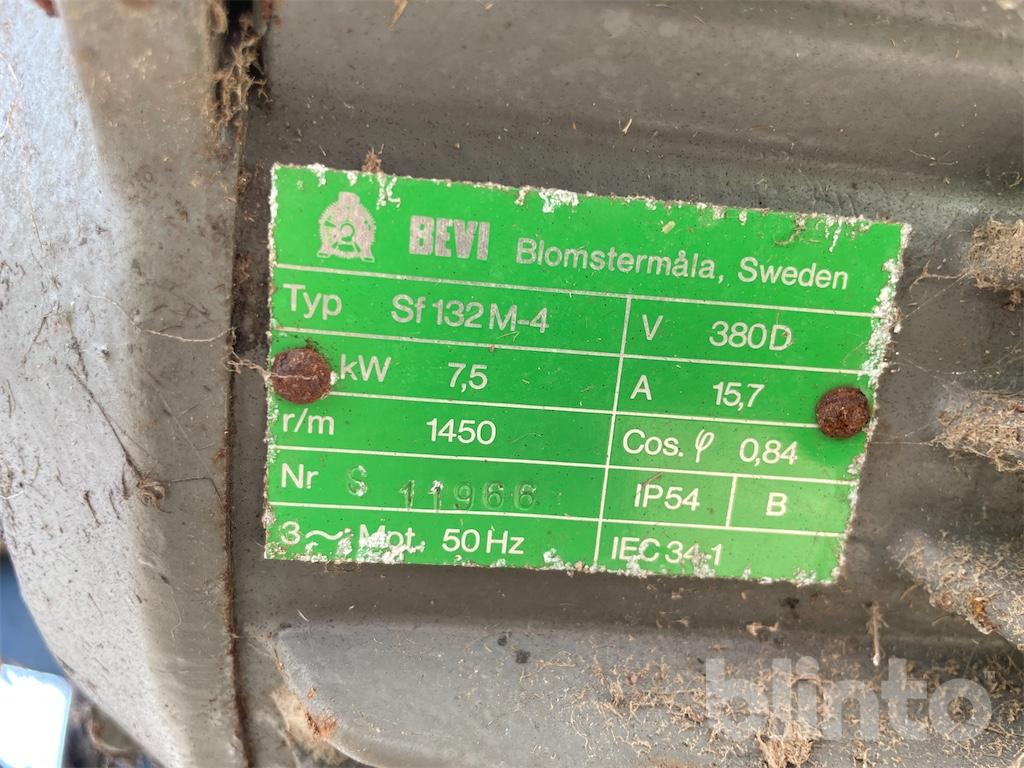 BEVI Blomstermåla, Sweden
Typ Sf 132 M-4 V 380 D
kW 7,5 A 15,7
r/m 1450 Cos. φ 0,84
Nr S 11966 IP54 B
3~ Mot. 50 Hz IEC 34-1
blinto